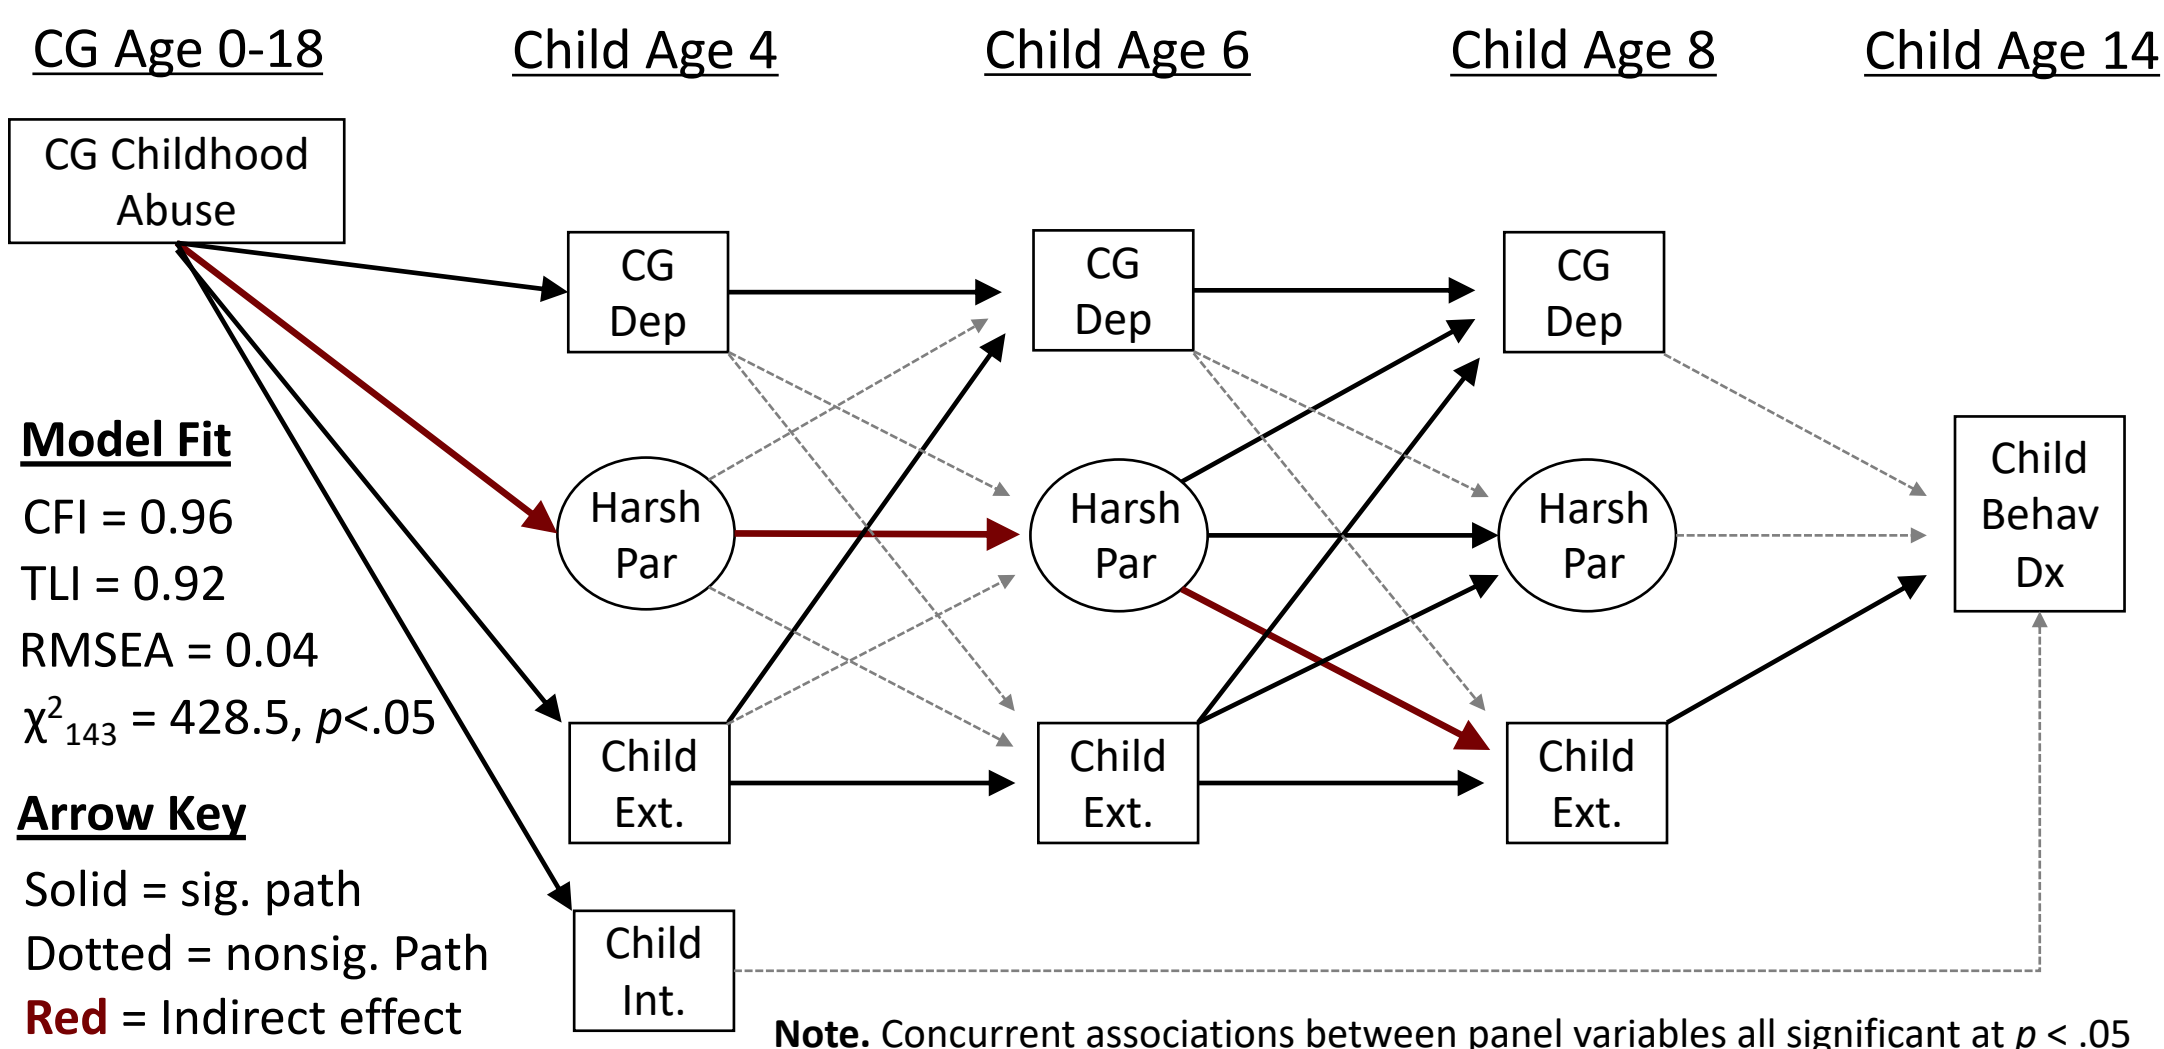 CG Age 0-18
Child Age 4
Child Age 6
Child Age 8
Child Age 14
CG Childhood
Abuse
CG
Dep
CG
Dep
CG
Dep
Harsh
Par
Harsh
Par
Harsh
Par
Child
Behav
Dx
Child
Ext.
Child
Ext.
Child
Ext.
Child
Int.
Model Fit
CFI = 0.96
TLI = 0.92
RMSEA = 0.04
χ²₁₄₃ = 428.5, p<.05
Arrow Key
Solid = sig. path
Dotted = nonsig. Path
Red = Indirect effect
Note. Concurrent associations between panel variables all significant at p < .05